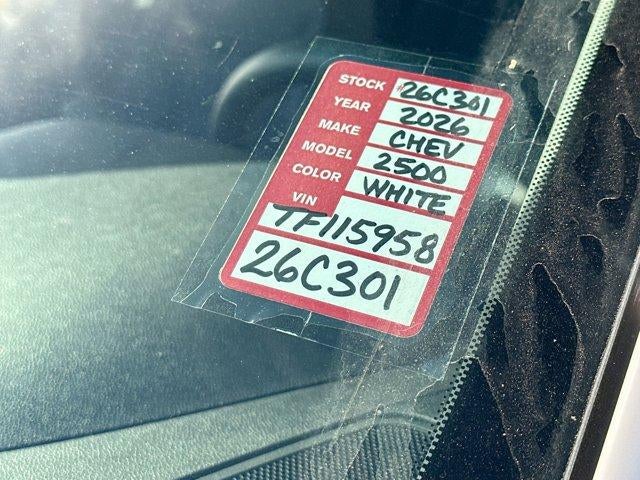 STOCK 26C301
YEAR 2026
MAKE CHEV
MODEL 2500
COLOR WHITE
VIN
TF115958
26C301